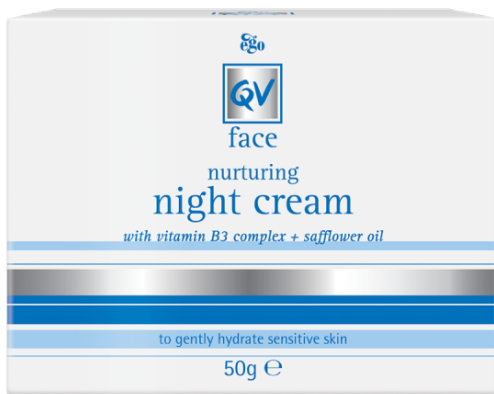 ego
QV
face
nurturing
night cream
with vitamin B3 complex + safflower oil
to gently hydrate sensitive skin
50g ℮